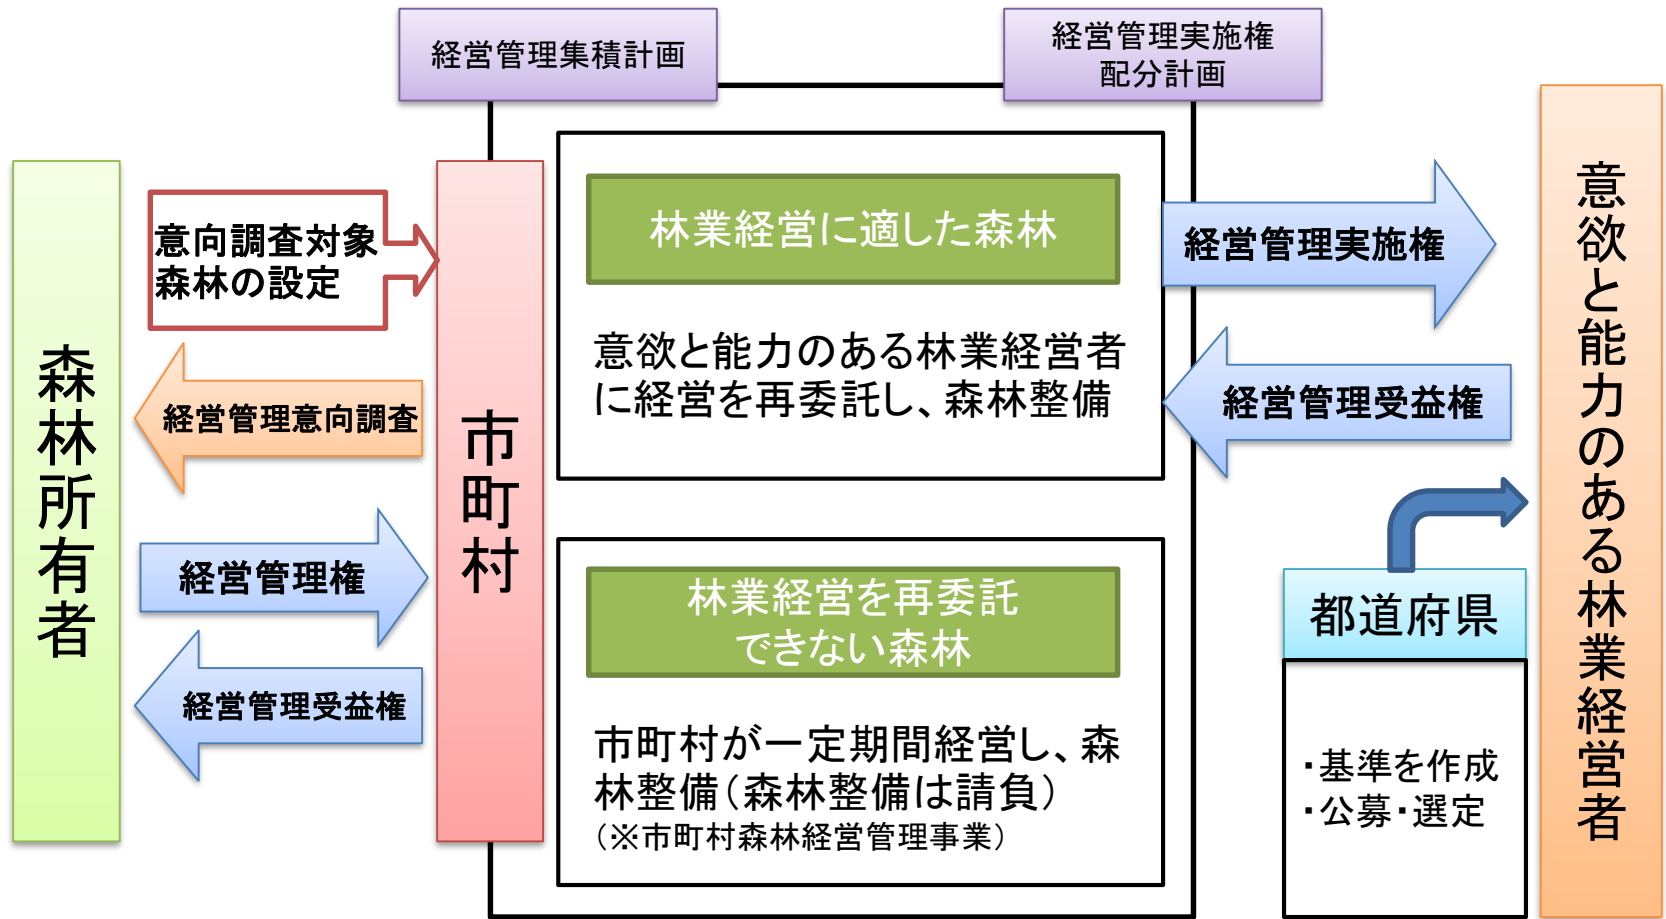 経営管理集積計画
経営管理実施権
配分計画
森林所有者
意向調査対象
森林の設定
経営管理意向調査
経営管理権
経営管理受益権
市町村
林業経営に適した森林
意欲と能力のある林業経営者
に経営を再委託し、森林整備
林業経営を再委託
できない森林
市町村が一定期間経営し、森
林整備（森林整備は請負）
（※市町村森林経営管理事業）
経営管理実施権
経営管理受益権
都道府県
・基準を作成
・公募・選定
意欲と能力のある林業経営者